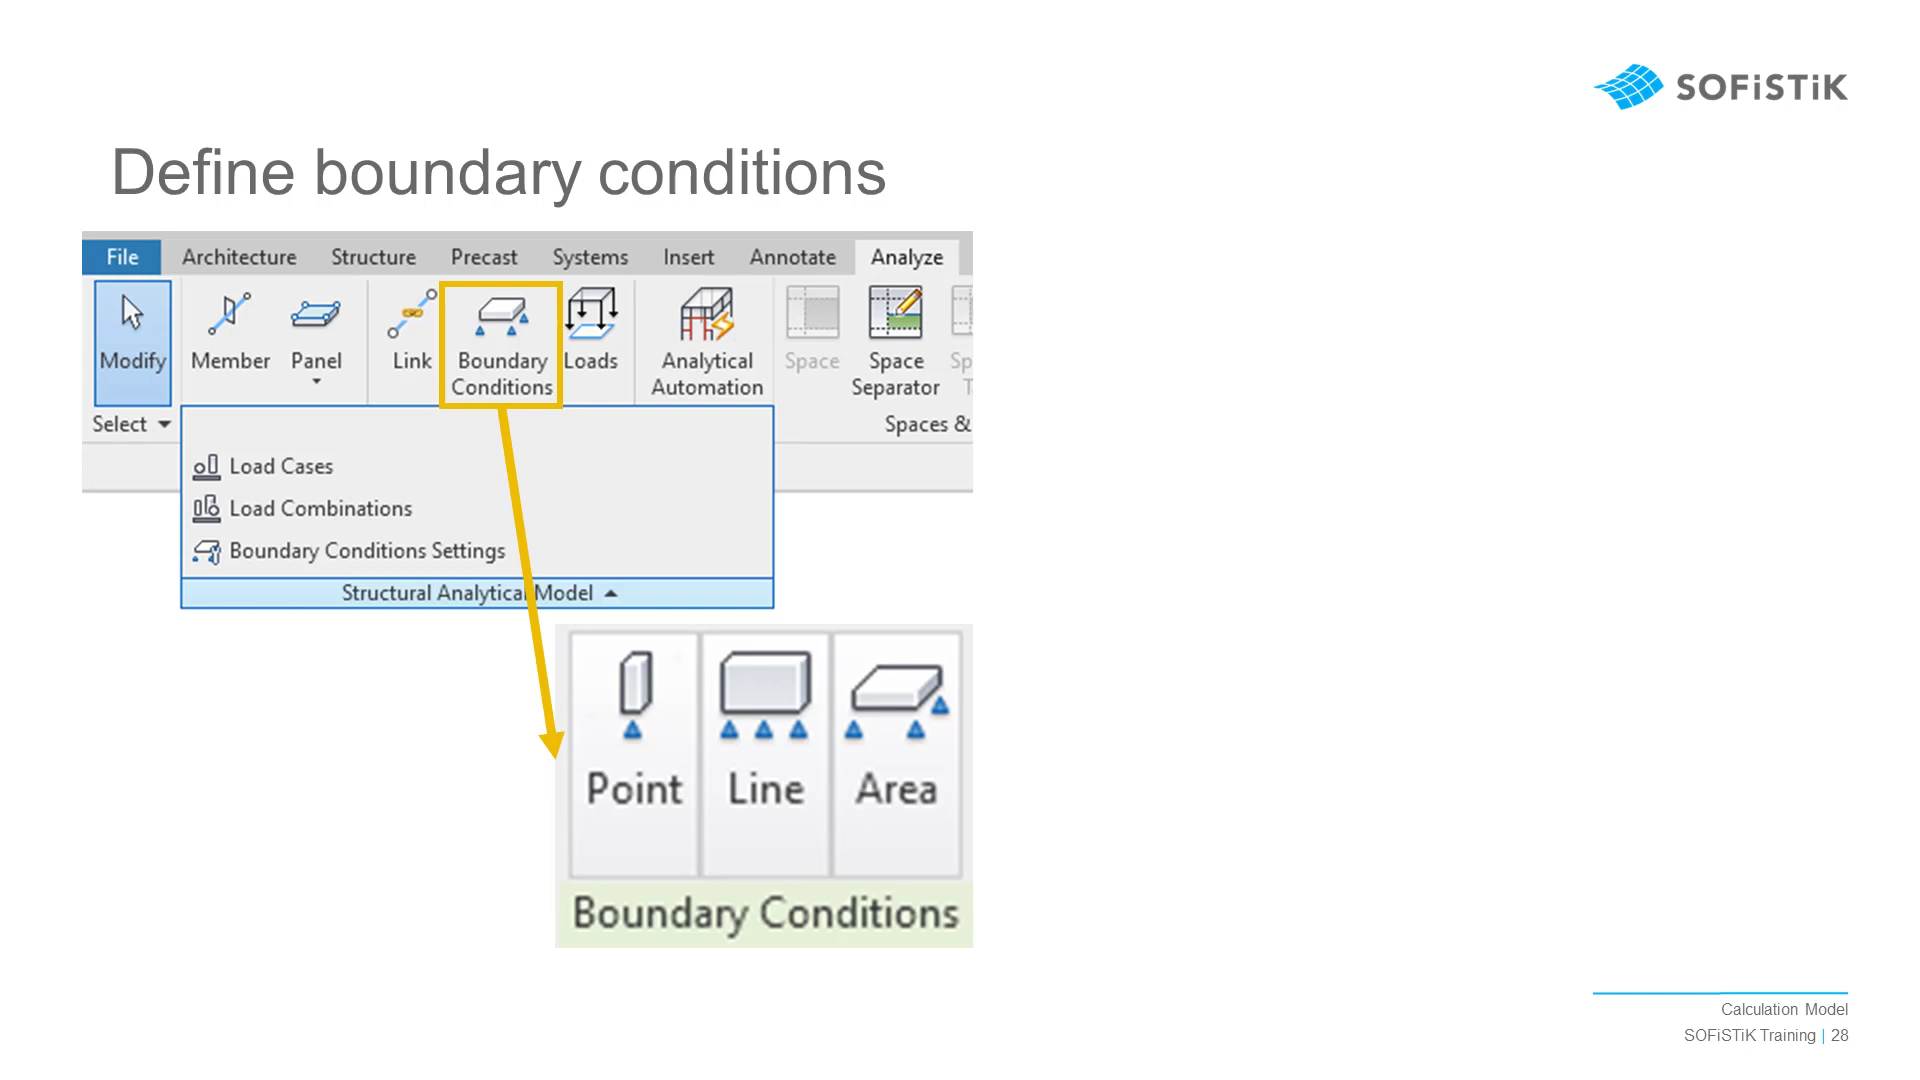 SOFiSTiK
Define boundary conditions
File Architecture Structure Precast Systems Insert Annotate Analyze
Modify Member Panel Link Boundary Conditions Loads Analytical Automation Space Space Separator
Select Spaces &
Load Cases
Load Combinations
Boundary Conditions Settings
Structural Analytical Model
Point Line Area
Boundary Conditions
Calculation Model
SOFiSTiK Training | 28